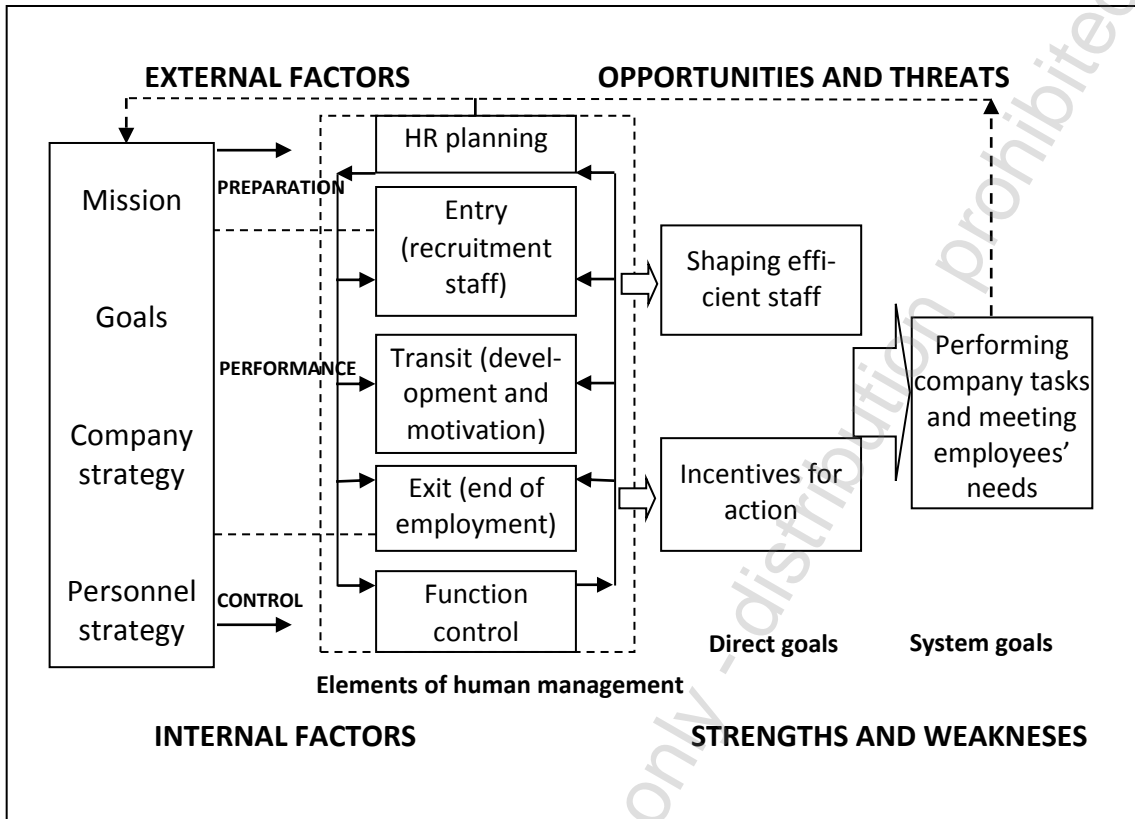 EXTERNAL FACTORS
OPPORTUNITIES AND THREATS
Mission
Goals
Company
strategy
Personnel
strategy
PREPARATION
PERFORMANCE
CONTROL
HR planning
Entry
(recruitment
staff)
Transit (devel-
opment and
motivation)
Exit (end of
employment)
Function
control
Shaping effi-
cient staff
Incentives for
action
Performing
company tasks
and meeting
employees’
needs
Direct goals
System goals
Elements of human management
INTERNAL FACTORS
STRENGTHS AND WEAKNESES
only - distribution prohibited